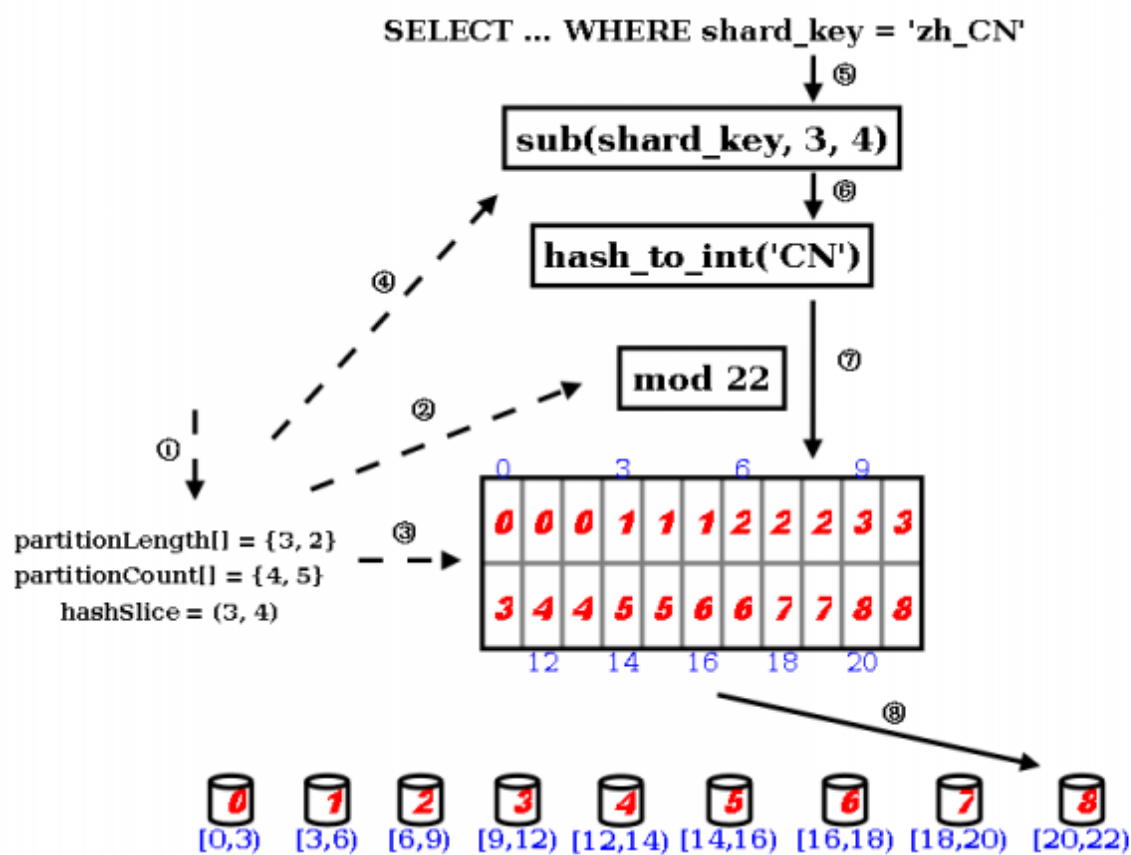 SELECT ... WHERE shard_key = 'zh_CN'
⑤
sub(shard_key, 3, 4)
⑥
④
hash_to_int('CN')
⑦
mod 22
②
①
0 3 6 9
0 0 0 1 1 1 2 2 2 3 3
③
partitionLength[] = {3, 2}
partitionCount[] = {4, 5}
hashSlice = (3, 4)
3 4 4 5 5 6 6 7 7 8 8
12 14 16 18 20
⑧
0 1 2 3 4 5 6 7 8
[0,3) [3,6) [6,9) [9,12) [12,14) [14,16) [16,18) [18,20) [20,22)